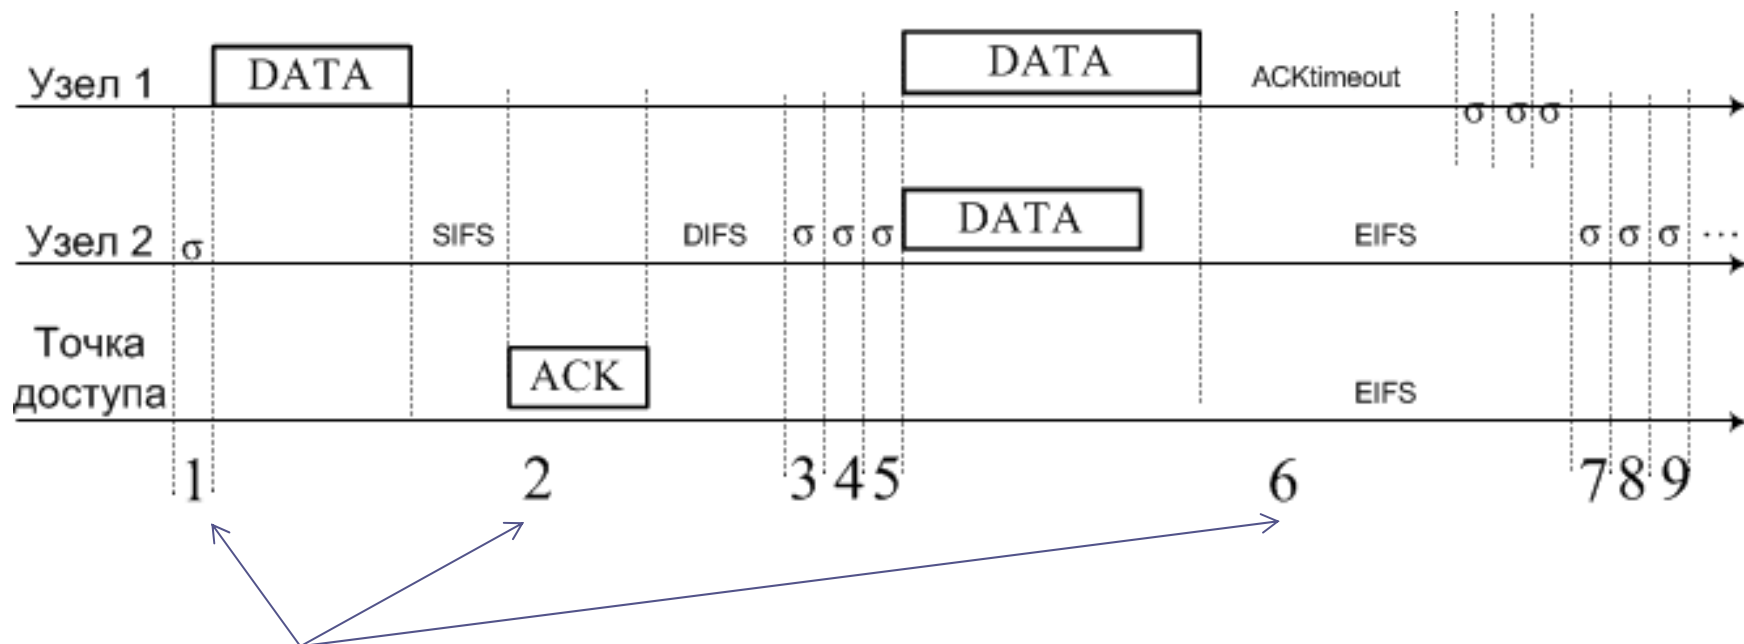 DATA DATA
Узел 1 ACKtimeout
σ σ σ
DATA DATA
Узел 2 σ SIFS DIFS σ σ σ EIFS σ σ σ ...
Точка
доступа ACK EIFS
1 2 3 4 5 6 7 8 9